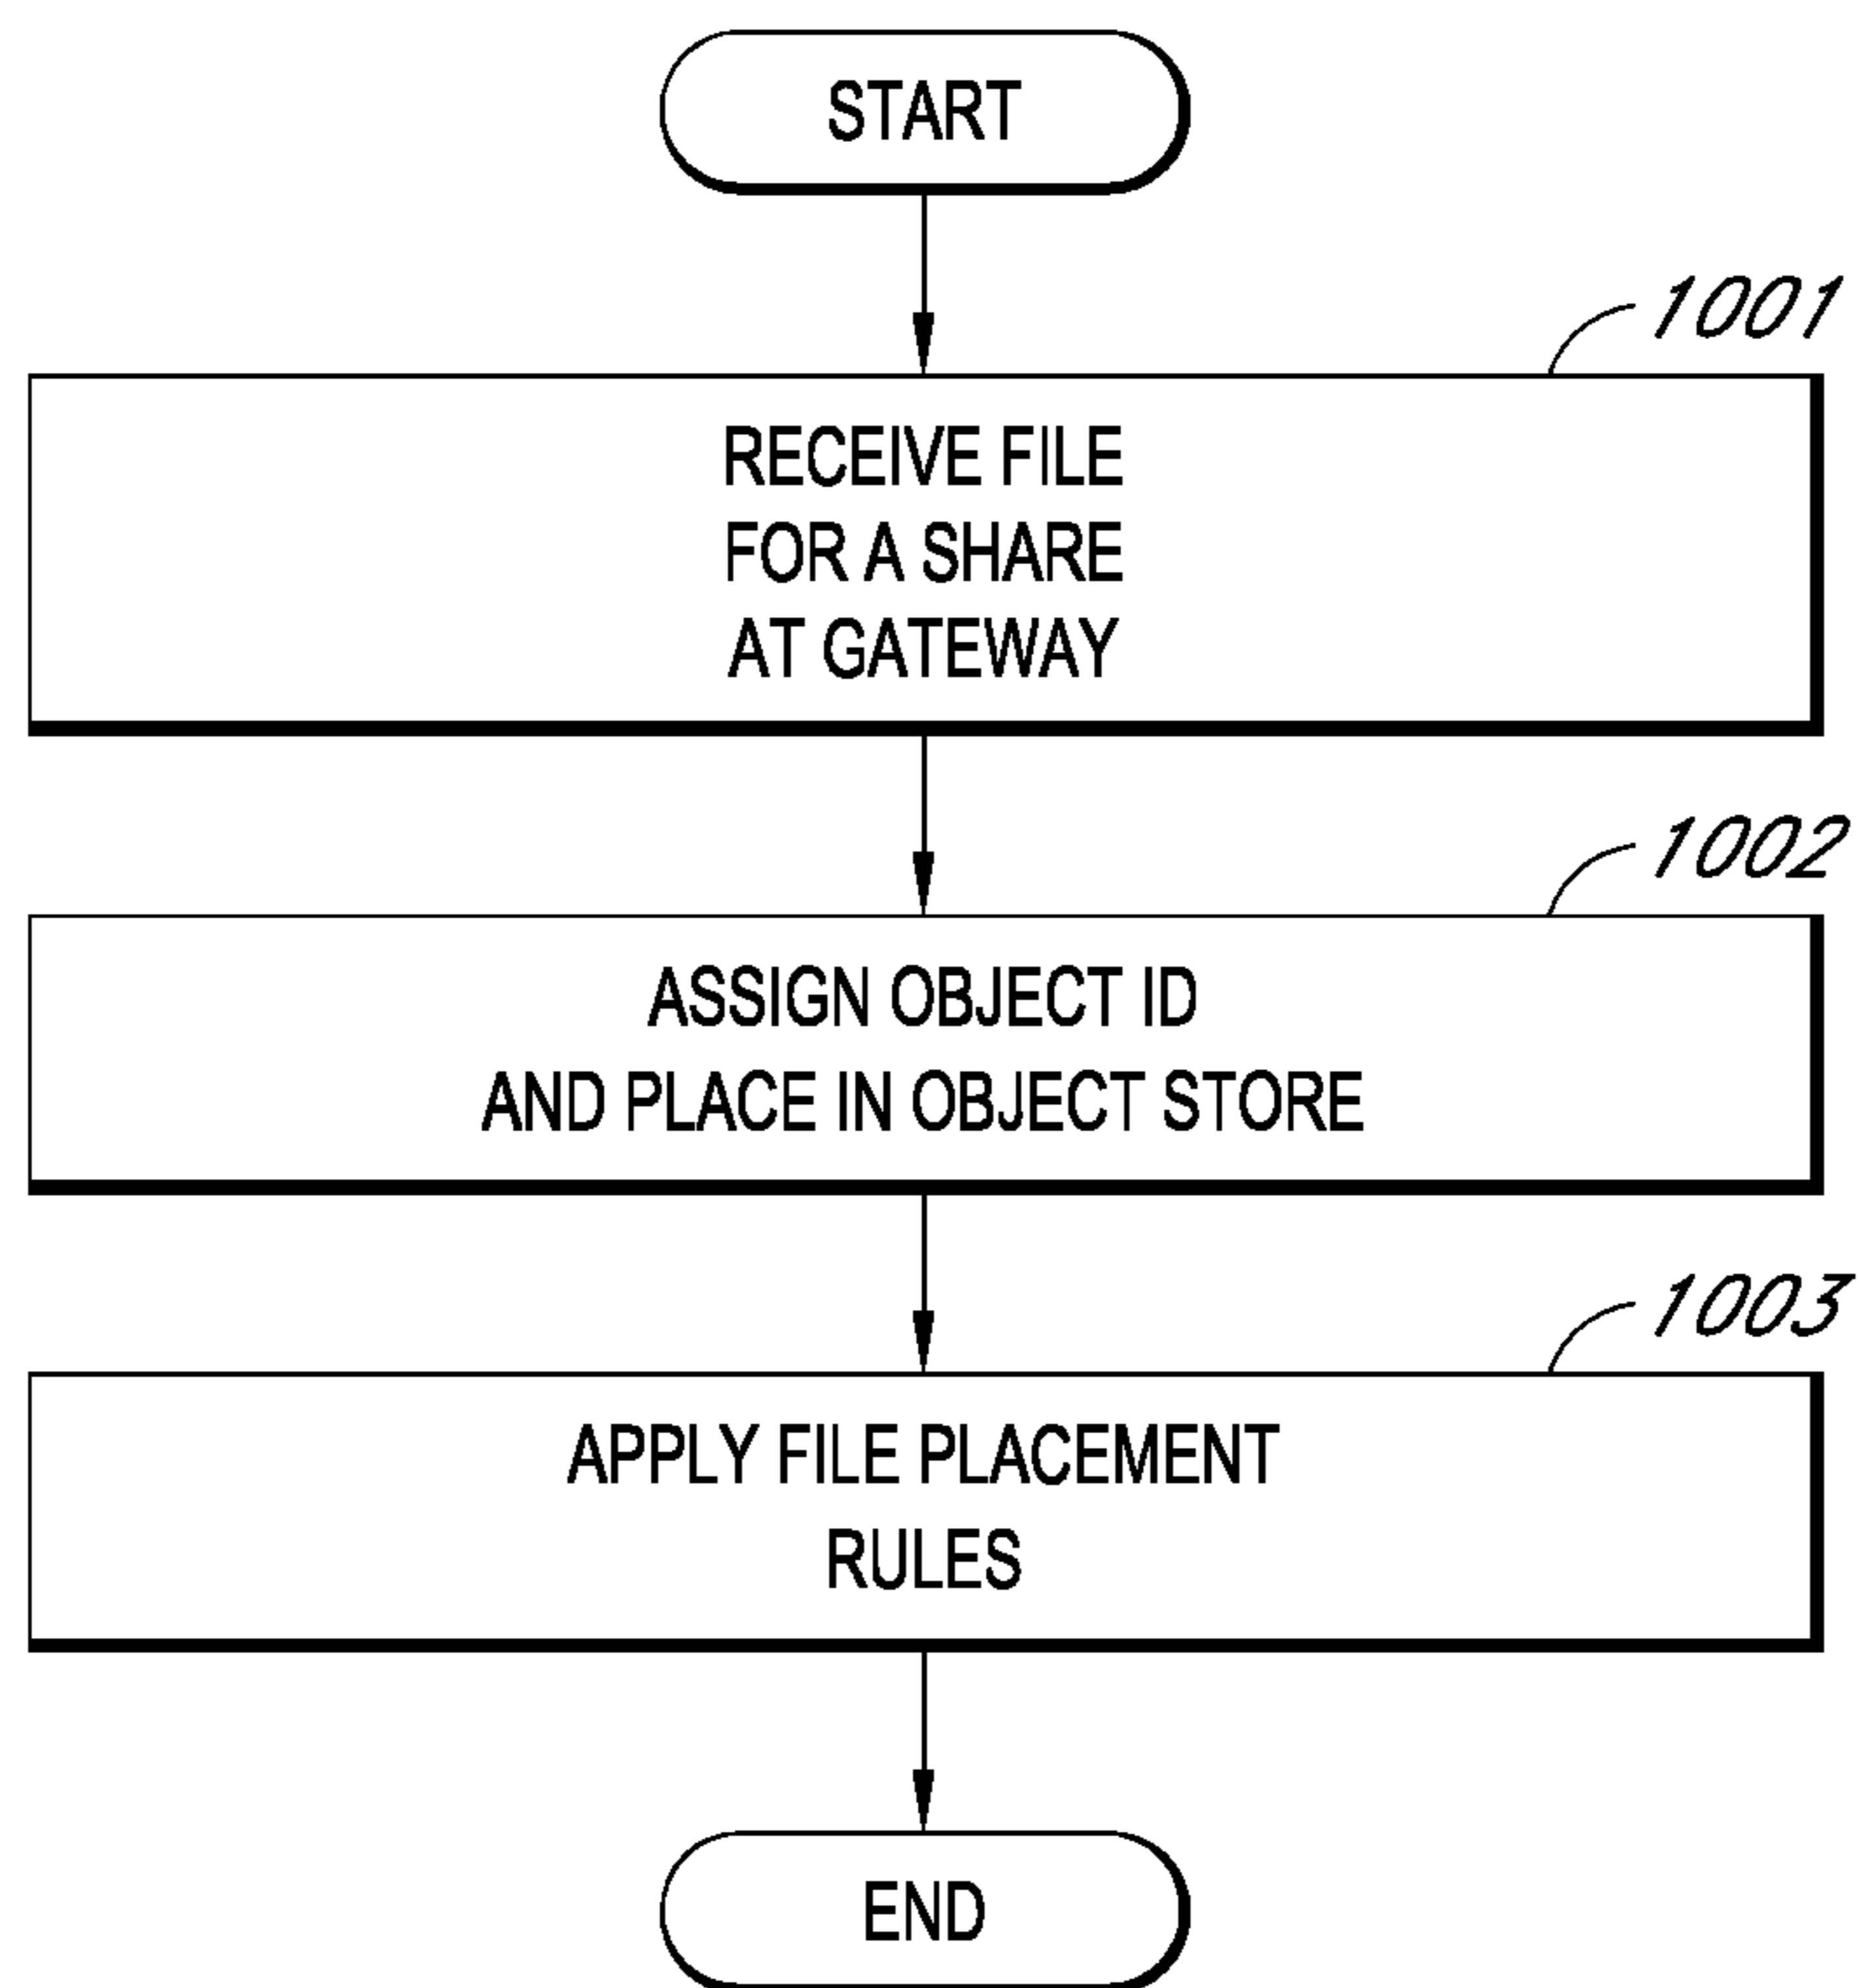 START
1001
RECEIVE FILE
FOR A SHARE
AT GATEWAY
1002
ASSIGN OBJECT ID
AND PLACE IN OBJECT STORE
1003
APPLY FILE PLACEMENT
RULES
END